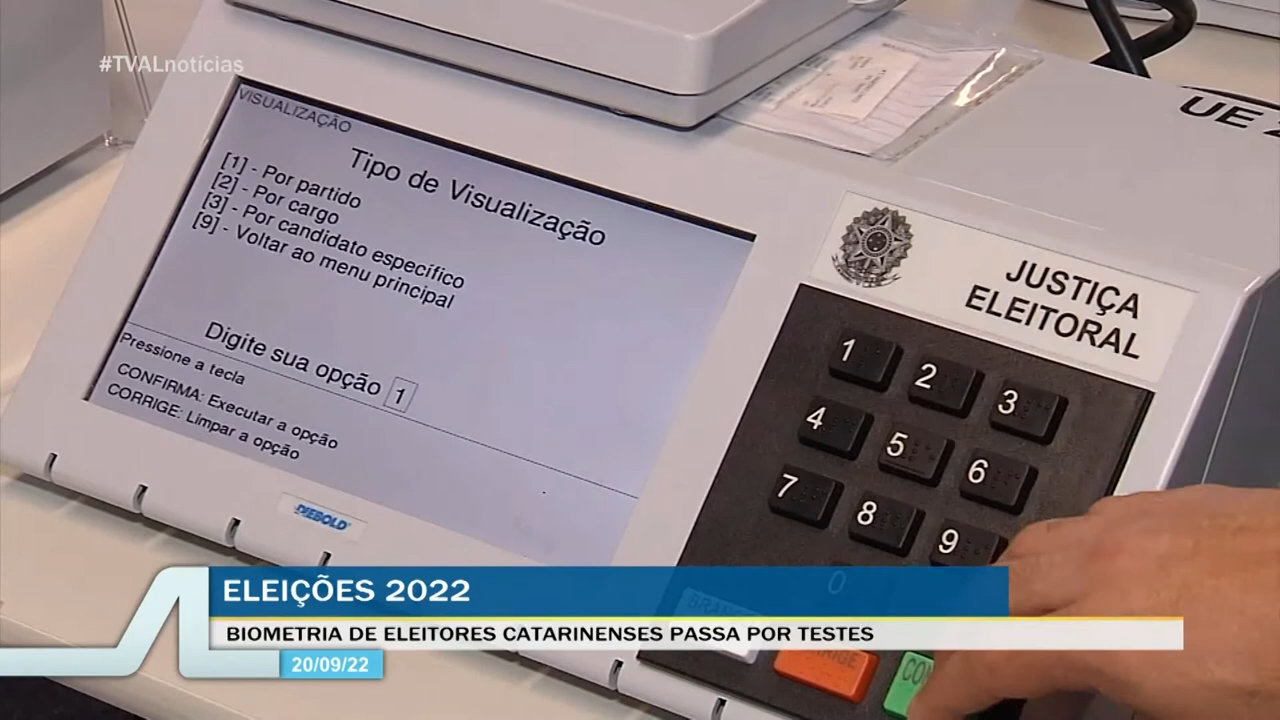 #TVALnotícias
VISUALIZAÇÃO
Tipo de Visualização
[1] - Por partido
[2] - Por cargo
[3] - Por candidato específico
[9] - Voltar ao menu principal
Digite sua opção 1
Pressione a tecla
CONFIRMA: Executar a opção
CORRIGE: Limpar a opção
DIEBOLD
UE 2
JUSTIÇA
ELEITORAL
1 2 3
4 5 6
7 8 9
0
ELEIÇÕES 2022
BIOMETRIA DE ELEITORES CATARINENSES PASSA POR TESTES
20/09/22